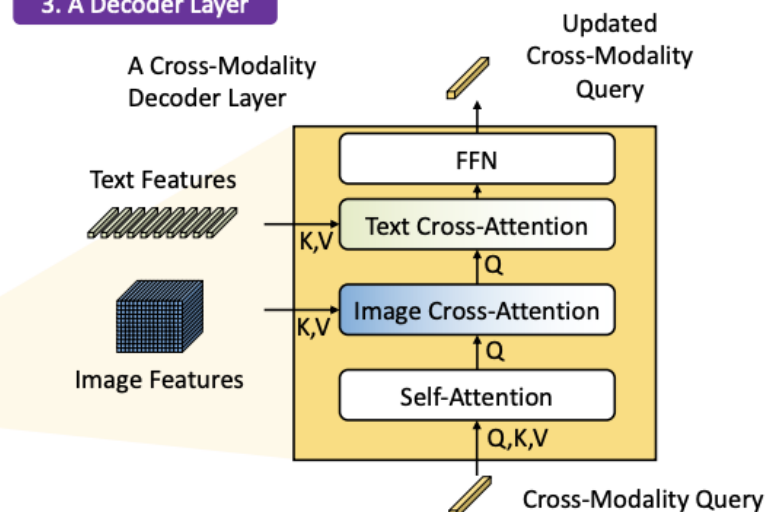 3. A Decoder Layer
A Cross-Modality
Decoder Layer
Updated
Cross-Modality
Query
FFN
Text Features
Text Cross-Attention
K,V
Q
Image Cross-Attention
K,V
Q
Image Features
Self-Attention
Q,K,V
Cross-Modality Query